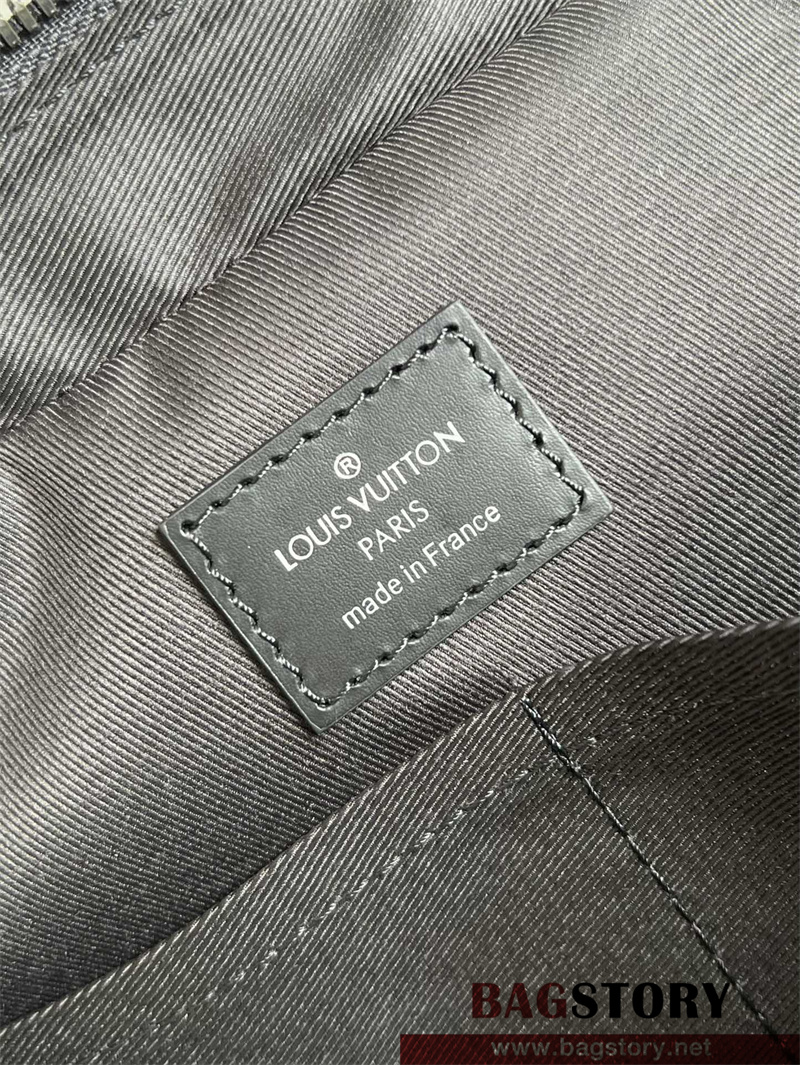 ®
LOUIS VUITTON
PARIS
made in France
BAGSTORY
www.bagstory.net